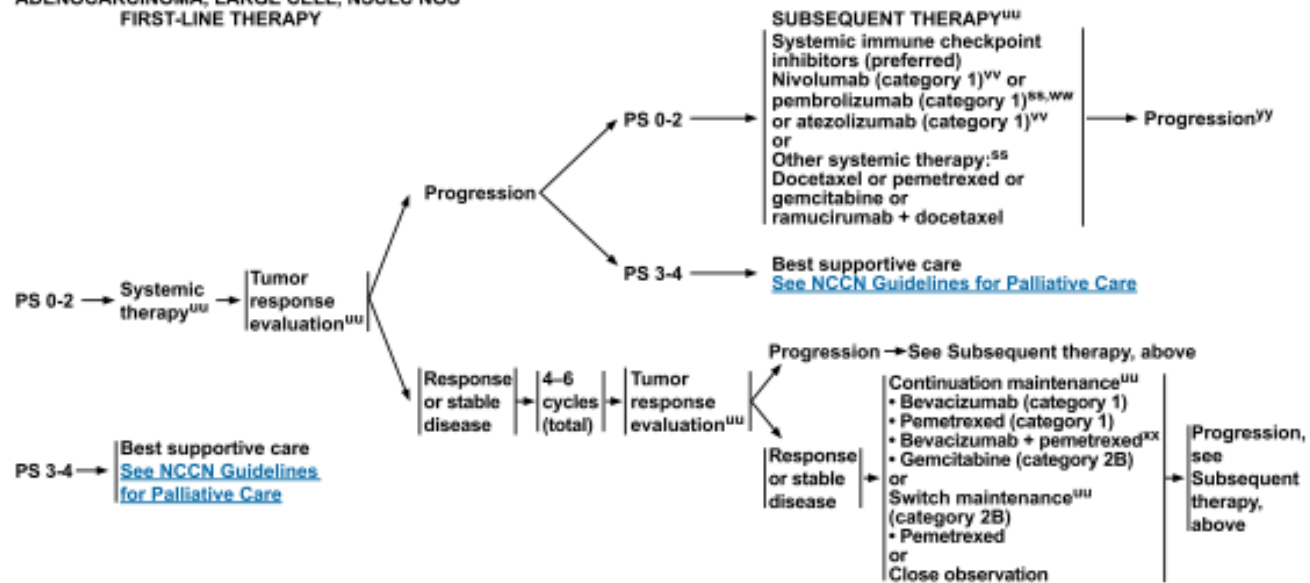 ADENOCARCINOMA, LARGE CELL, NSCLC NOS
FIRST-LINE THERAPY
SUBSEQUENT THERAPYuu
Systemic immune checkpoint
inhibitors (preferred)
Nivolumab (category 1)vv or
pembrolizumab (category 1)ss,ww
or atezolizumab (category 1)vv
or
Other systemic therapy:ss
Docetaxel or pemetrexed or
gemcitabine or
ramucirumab + docetaxel
PS 0-2
Progressionyy
Progression
PS 3-4
Best supportive care
See NCCN Guidelines for Palliative Care
PS 0-2
Systemic
therapyuu
Tumor
response
evaluationuu
Response
or stable
disease
4–6
cycles
(total)
Tumor
response
evaluationuu
Progression
See Subsequent therapy, above
Response
or stable
disease
Continuation maintenanceuu
• Bevacizumab (category 1)
• Pemetrexed (category 1)
• Bevacizumab + pemetrexedxx
• Gemcitabine (category 2B)
or
Switch maintenanceuu
(category 2B)
• Pemetrexed
or
Close observation
Progression,
see
Subsequent
therapy,
above
PS 3-4
Best supportive care
See NCCN Guidelines
for Palliative Care